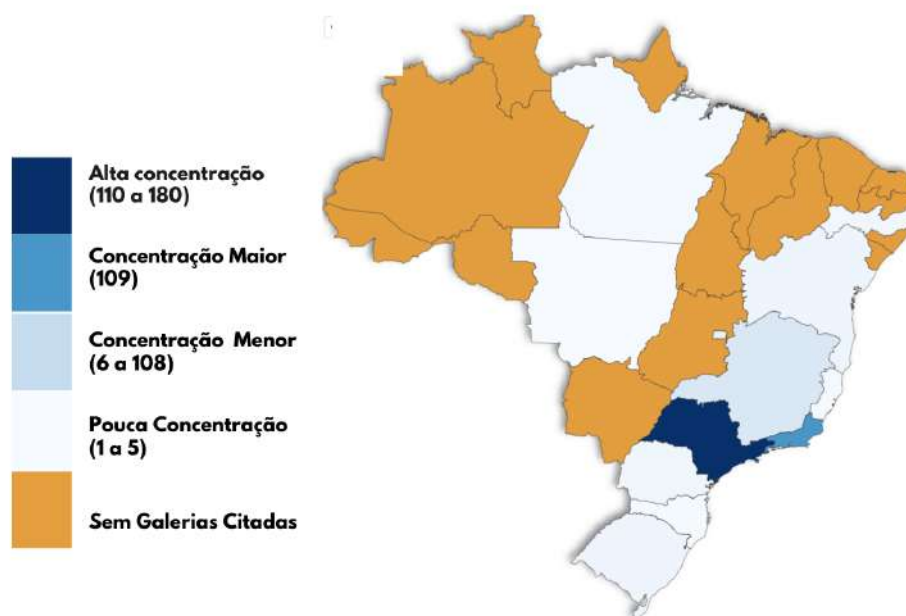 Alta concentração
(110 a 180)
Concentração Maior
(109)
Concentração Menor
(6 a 108)
Pouca Concentração
(1 a 5)
Sem Galerias Citadas